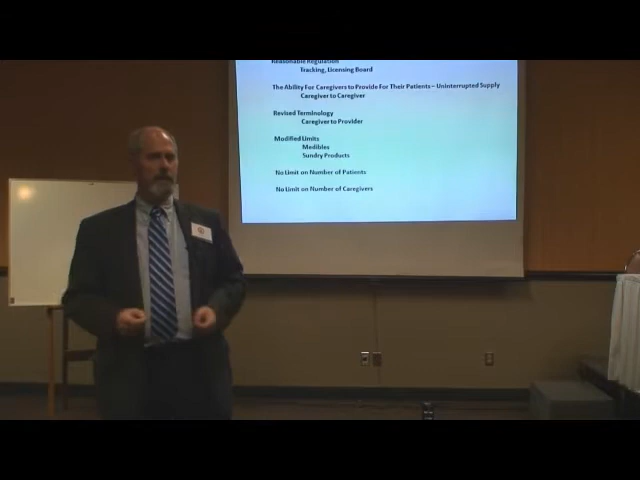 Reasonable Regulation
Tracking, Licensing Board
The Ability For Caregivers to Provide For Their Patients – Uninterrupted Supply
Caregiver to Caregiver
Revised Terminology
Caregiver to Provider
Modified Limits
Medibles
Sundry Products
No Limit on Number of Patients
No Limit on Number of Caregivers